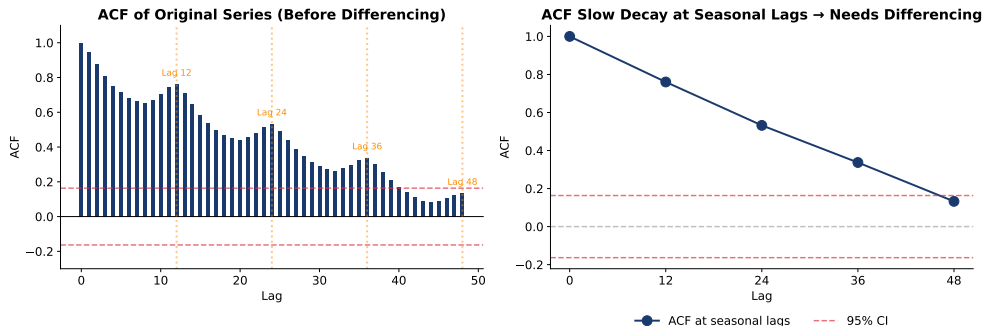 ACF of Original Series (Before Differencing)
ACF
1.0
0.8
0.6
0.4
0.2
0.0
−0.2
Lag 12
Lag 24
Lag 36
Lag 48
0
10
20
30
40
50
Lag
ACF Slow Decay at Seasonal Lags → Needs Differencing
ACF
1.0
0.8
0.6
0.4
0.2
0.0
−0.2
0
12
24
36
48
Lag
ACF at seasonal lags
95% CI